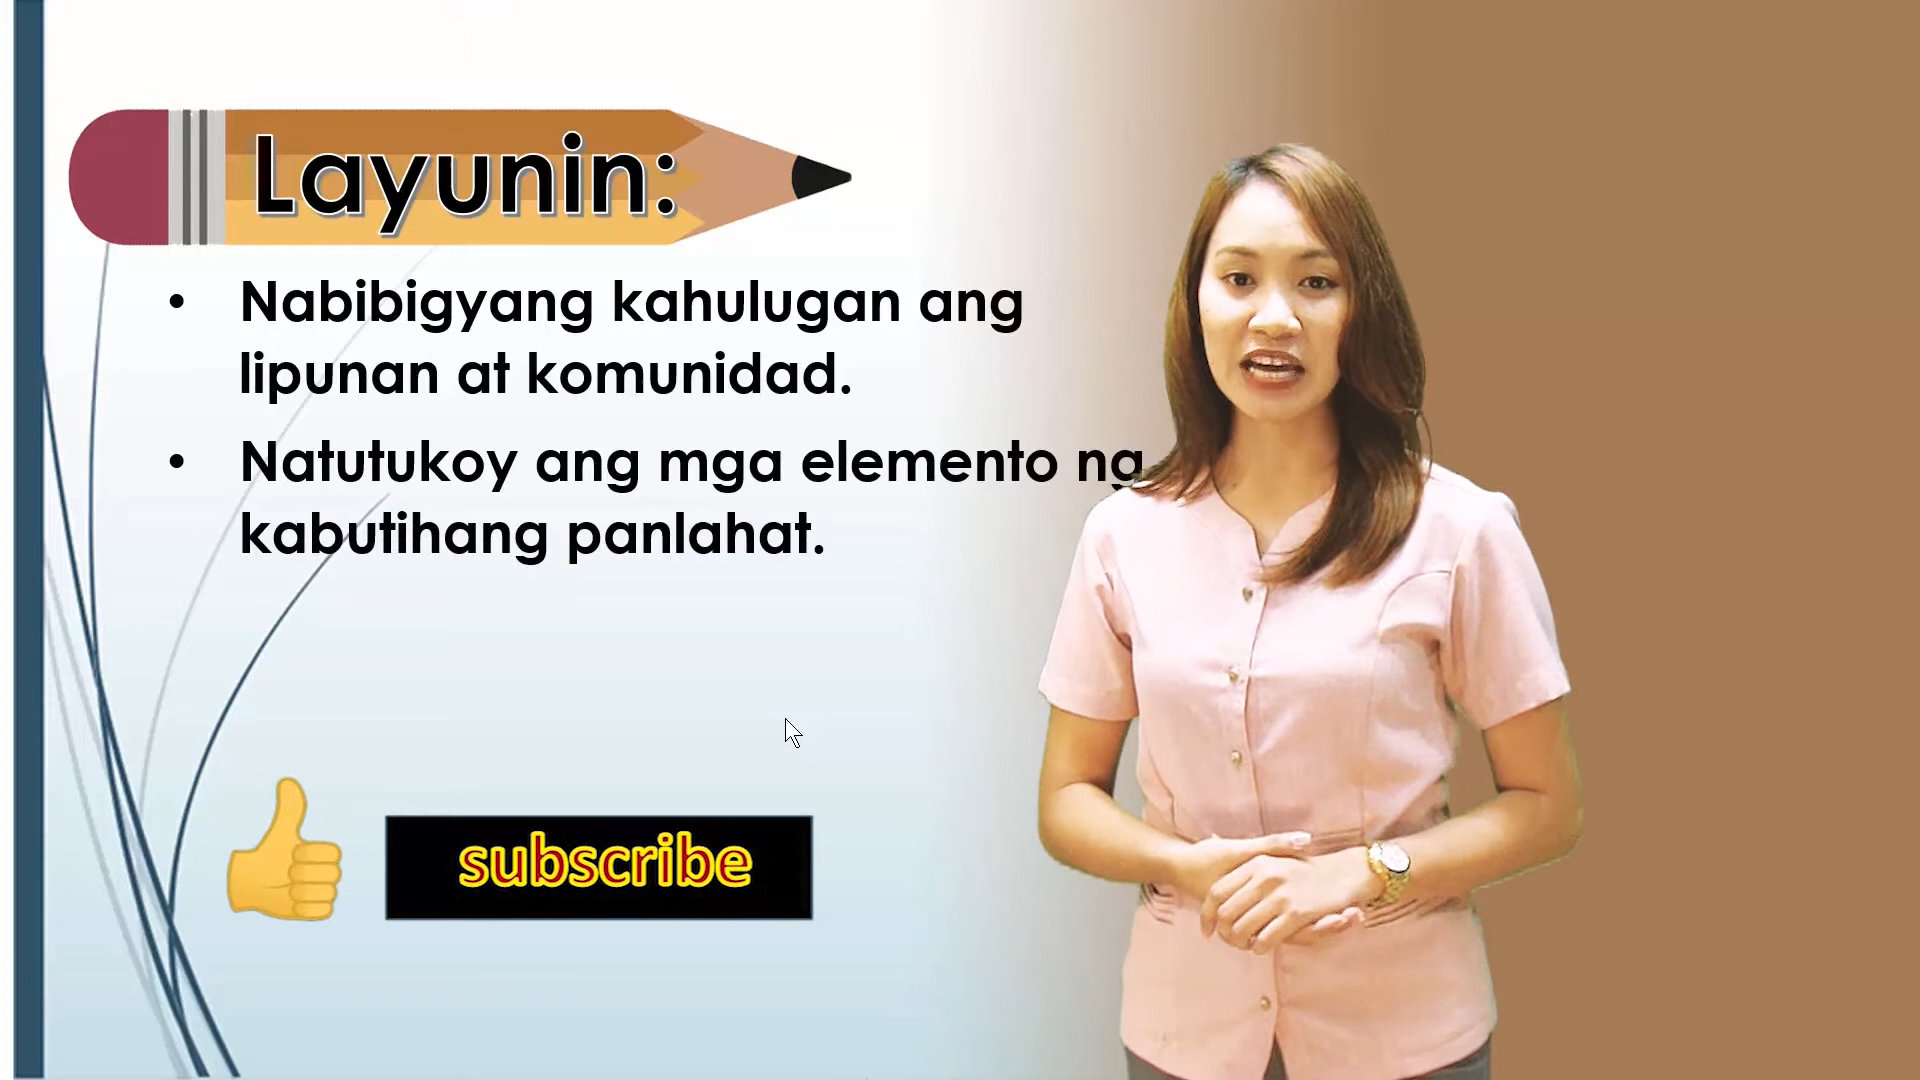 Layunin:
• Nabibigyang kahulugan ang
lipunan at komunidad.
• Natutukoy ang mga elemento ng
kabutihang panlahat.
subscribe